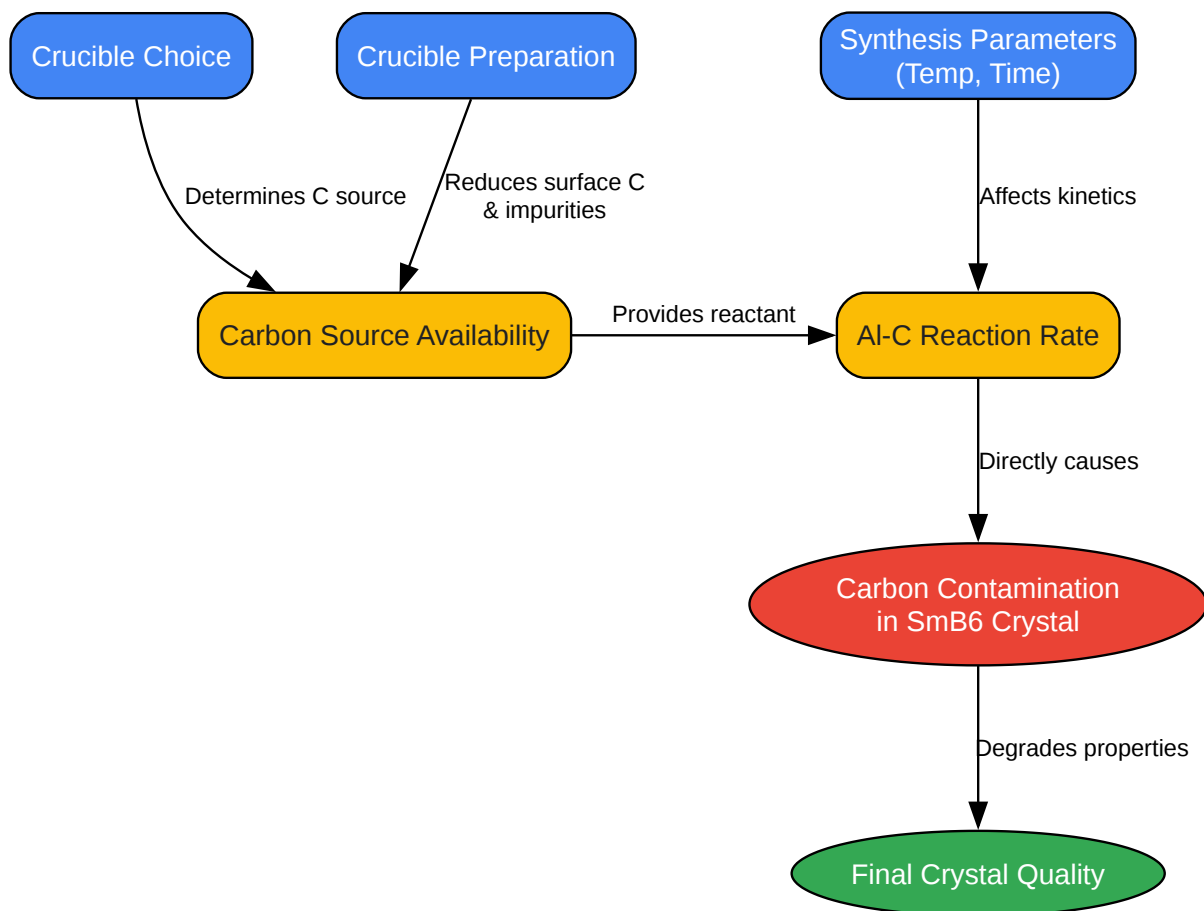 Crucible Choice
Crucible Preparation
Synthesis Parameters
(Temp, Time)
Determines C source
Reduces surface C
& impurities
Affects kinetics
Carbon Source Availability
Provides reactant
Al-C Reaction Rate
Directly causes
Carbon Contamination
in SmB6 Crystal
Degrades properties
Final Crystal Quality